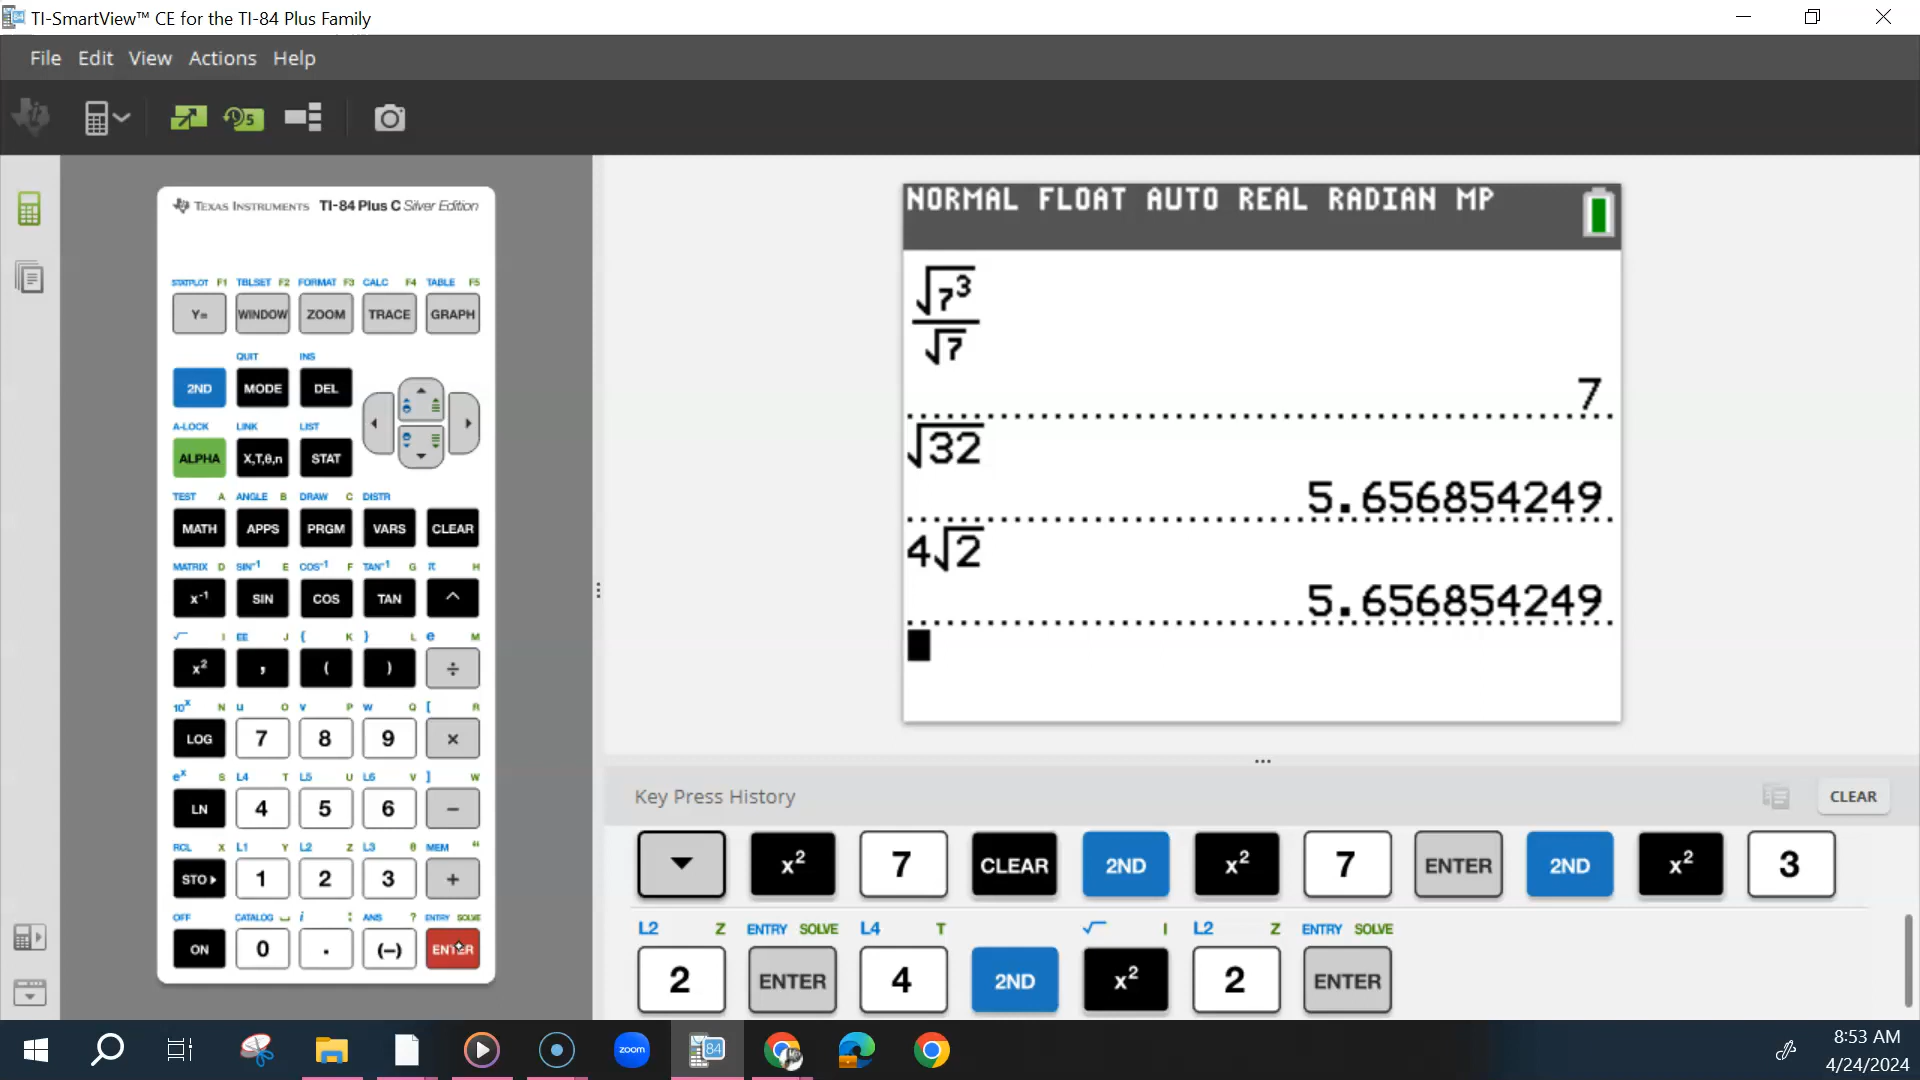 TI-SmartView™ CE for the TI-84 Plus Family
File Edit View Actions Help
5
TEXAS INSTRUMENTS TI-84 Plus C Silver Edition
STATPLOT F1 TBLSET F2 FORMAT F3 CALC F4 TABLE F5
Y= WINDOW ZOOM TRACE GRAPH
QUIT INS
2ND MODE DEL
A-LOCK LINK LIST
ALPHA X,T,θ,n STAT
TEST A ANGLE B DRAW C DISTR
MATH APPS PRGM VARS CLEAR
MATRIX D SIN⁻¹ E COS⁻¹ F TAN⁻¹ G π H
x⁻¹ SIN COS TAN ^
√ I EE J { K } L e M
x² , ( ) ÷
10ˣ N u O v P w Q [ R
LOG 7 8 9 ×
eˣ S L4 T L5 U L6 V ] W
LN 4 5 6 −
RCL X L1 Y L2 Z L3 θ MEM "
STO▸ 1 2 3 +
OFF CATALOG ⎵ i : ANS ? ENTRY SOLVE
ON 0 . (−) ENTER
NORMAL FLOAT AUTO REAL RADIAN MP
√7³
√7
7
√32
5.656854249
4√2
5.656854249
Key Press History
CLEAR
x² 7 CLEAR 2ND x² 7 ENTER 2ND x² 3
L2 Z ENTRY SOLVE L4 T √ I L2 Z ENTRY SOLVE
2 ENTER 4 2ND x² 2 ENTER
zoom
84
8:53 AM
4/24/2024